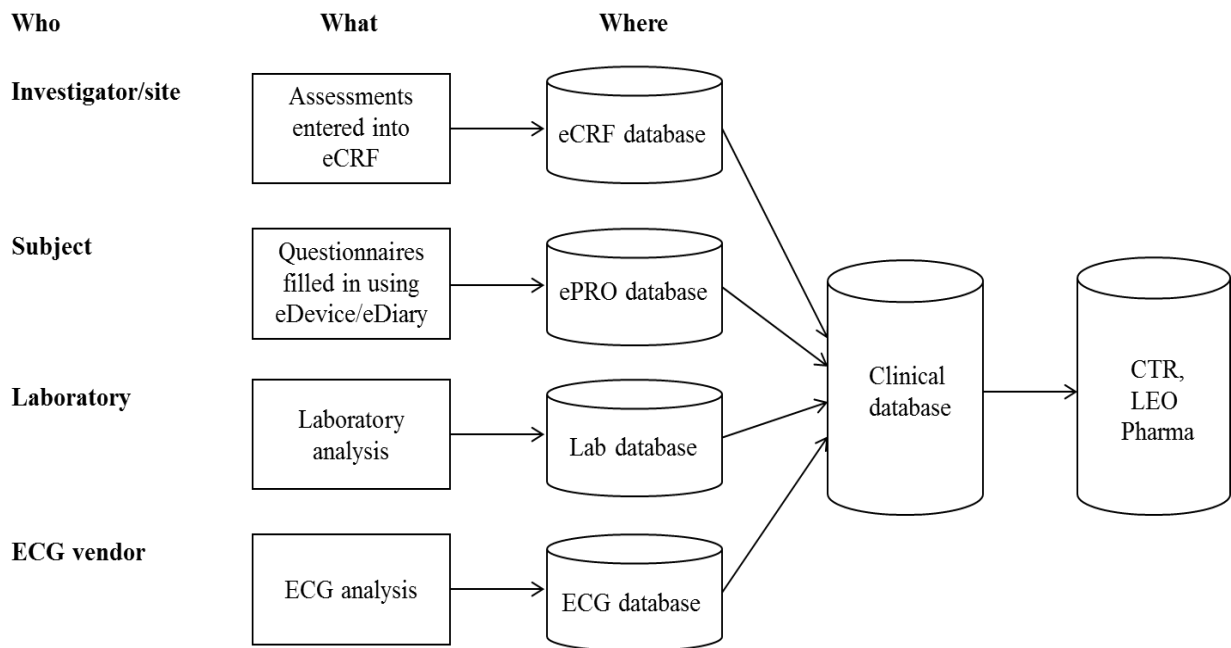 Who
What
Where
Investigator/site
Assessments
entered into
eCRF
eCRF database
Subject
Questionnaires
filled in using
eDevice/eDiary
ePRO database
Laboratory
Laboratory
analysis
Lab database
ECG vendor
ECG analysis
ECG database
Clinical
database
CTR,
LEO
Pharma